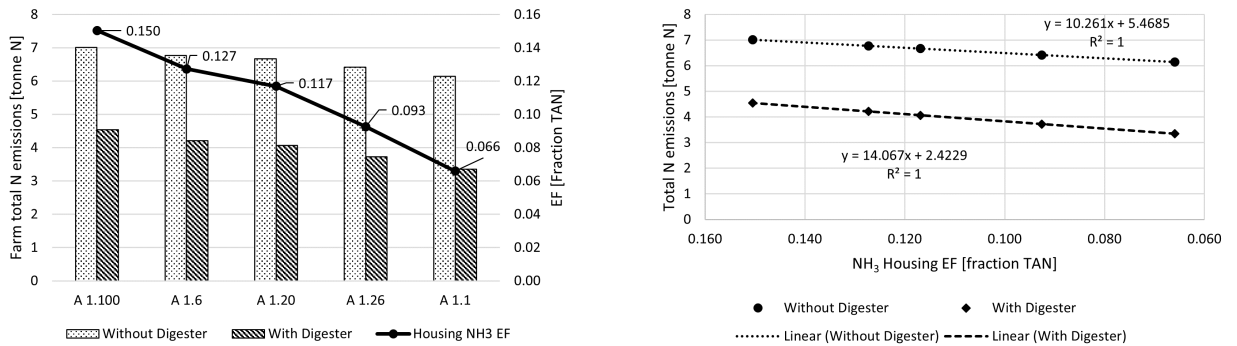 Farm total N emissions [tonne N]
8
7
6
5
4
3
2
1
0
0.150
0.127
0.117
0.093
0.066
0.16
0.14
0.12
0.10
0.08
0.06
0.04
0.02
0.00
EF [Fraction TAN]
A 1.100 A 1.6 A 1.20 A 1.26 A 1.1
Without Digester With Digester Housing NH3 EF
Total N emissions [tonne N]
8
7
6
5
4
3
2
1
0
y = 10.261x + 5.4685
R² = 1
y = 14.067x + 2.4229
R² = 1
0.160 0.140 0.120 0.100 0.080 0.060
NH₃ Housing EF [fraction TAN]
Without Digester With Digester
Linear (Without Digester) Linear (With Digester)